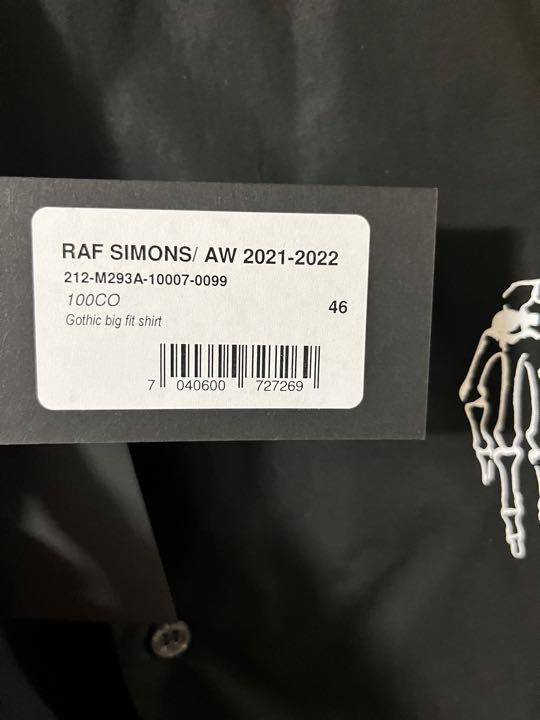 RAF SIMONS/ AW 2021-2022
212-M293A-10007-0099
100CO
46
Gothic big fit shirt
7 040600 727269